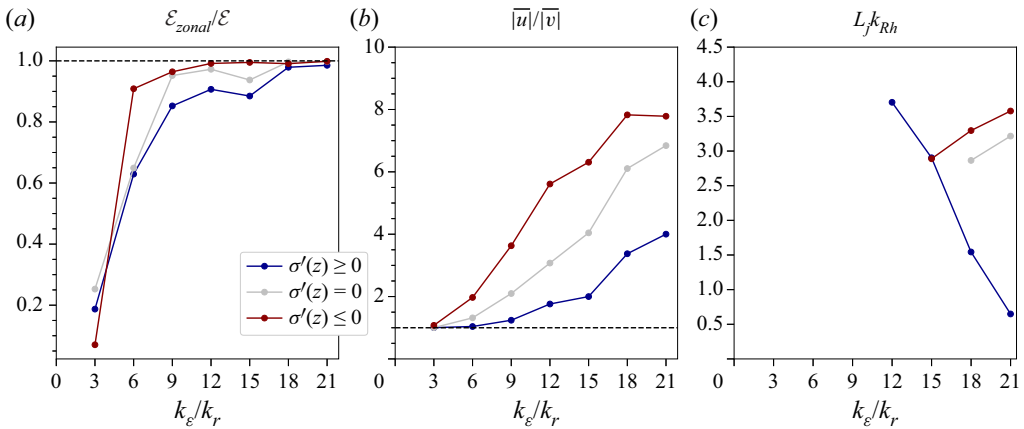 (a)
ℰ_zonal/ℰ
1.0
0.8
0.6
0.4
0.2
0 3 6 9 12 15 18 21
k_ε/k_r
σ′(z) ≥ 0
σ′(z) = 0
σ′(z) ≤ 0
(b)
|u̅|/|v̅|
10
8
6
4
2
0 3 6 9 12 15 18 21
k_ε/k_r
(c)
L_j k_Rh
4.5
4.0
3.5
3.0
2.5
2.0
1.5
1.0
0.5
0 3 6 9 12 15 18 21
k_ε/k_r